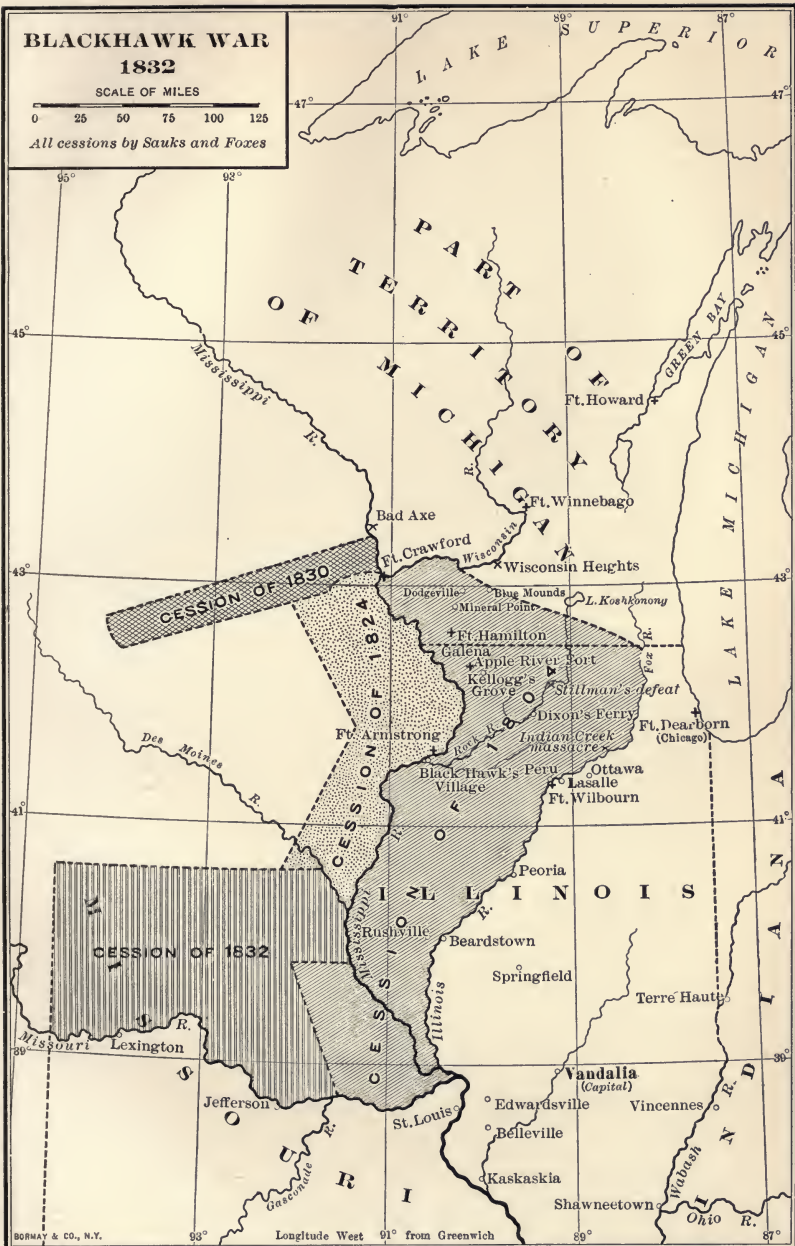 BLACKHAWK WAR
1832
SCALE OF MILES
0 25 50 75 100 125
All cessions by Sauks and Foxes
91° 89° 87°
LAKE SUPERIOR
47° 47°
95° 93°
PART
OF
TERRITORY
OF
MICHIGAN
45° 45°
GREEN BAY
LAKE MICHIGAN
Mississippi
R.
Ft. Howard
R.
Ft. Winnebago
Bad Axe
Ft. Crawford
Wisconsin
Wisconsin Heights
43° 43°
CESSION OF 1830
Dodgeville
Blue Mounds
Mineral Point
L. Koshkonong
Ft. Hamilton
Fox R.
Galena
Apple River Fort
Kellogg's
Grove
Stillman's defeat
CESSION OF 1824
Dixon's Ferry
Ft. Dearborn
(Chicago)
Ft. Armstrong
Rock R.
Indian Creek
massacre
Des Moines
R.
Black Hawk's
Village
Peru
Ottawa
Lasalle
Ft. Wilbourn
41° 41°
Peoria
ILLINOIS
R.
CESSION OF 1804
Mississippi R.
Rushville
Beardstown
CESSION OF 1832
Springfield
Illinois
Terre Haute
INDIANA
MISSOURI
Missouri
R.
Lexington
39° 39°
Vandalia
(Capital)
Jefferson
St. Louis
Edwardsville
Vincennes
Belleville
Gasconade R.
Kaskaskia
Wabash R.
Shawneetown
Ohio R.
BORMAY & CO., N.Y.
93° Longitude West 91° from Greenwich 89° 87°